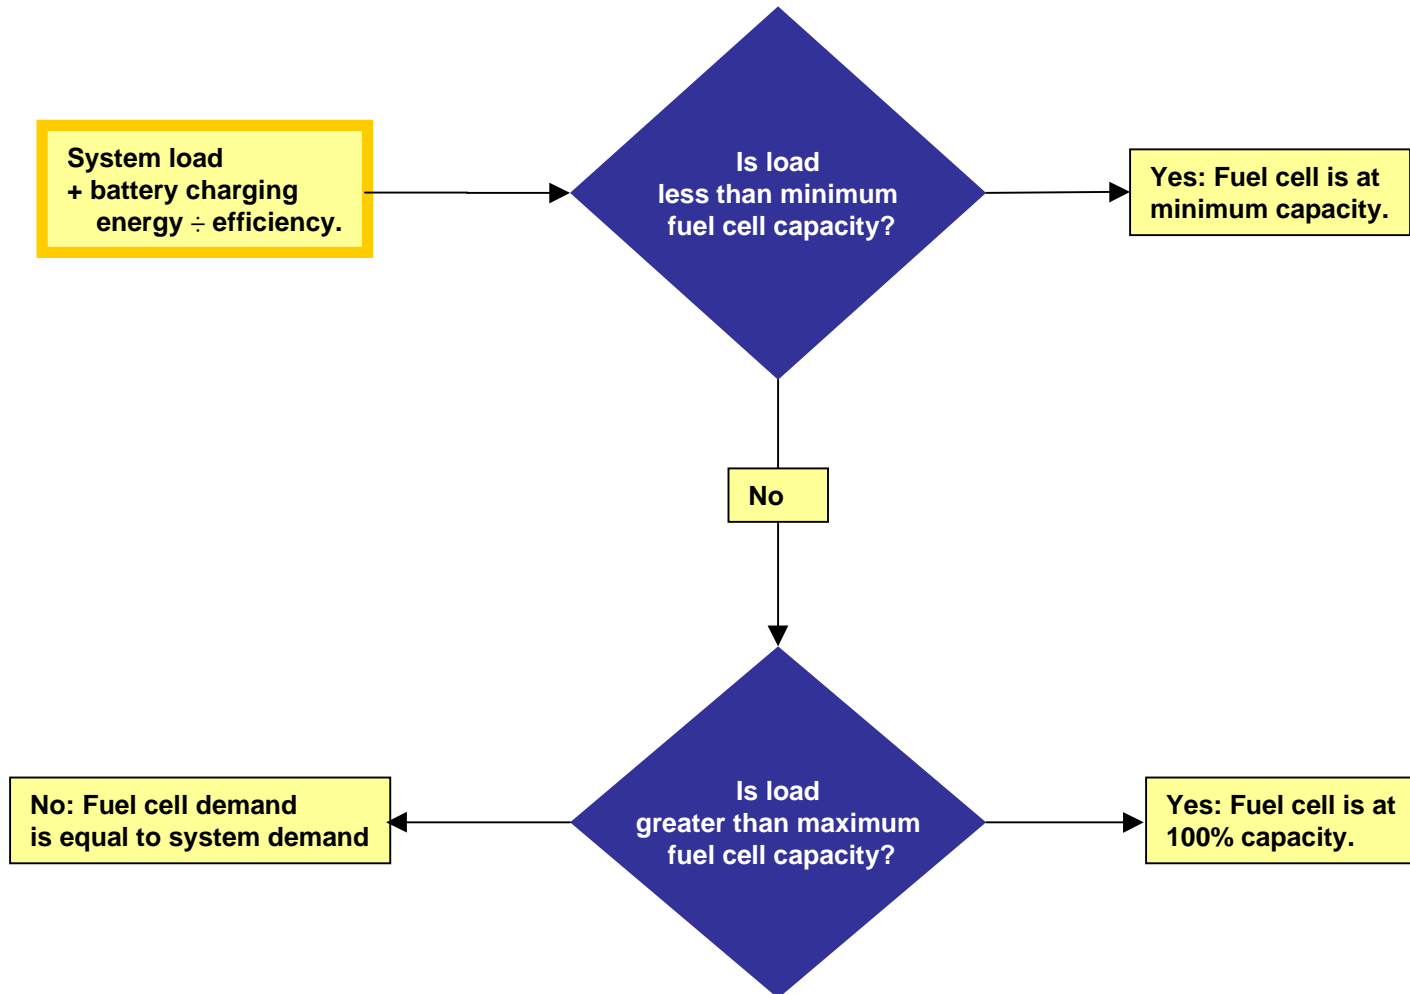 System load
+ battery charging
energy ÷ efficiency.
Is load
less than minimum
fuel cell capacity?
Yes: Fuel cell is at
minimum capacity.
No
No: Fuel cell demand
is equal to system demand
Is load
greater than maximum
fuel cell capacity?
Yes: Fuel cell is at
100% capacity.